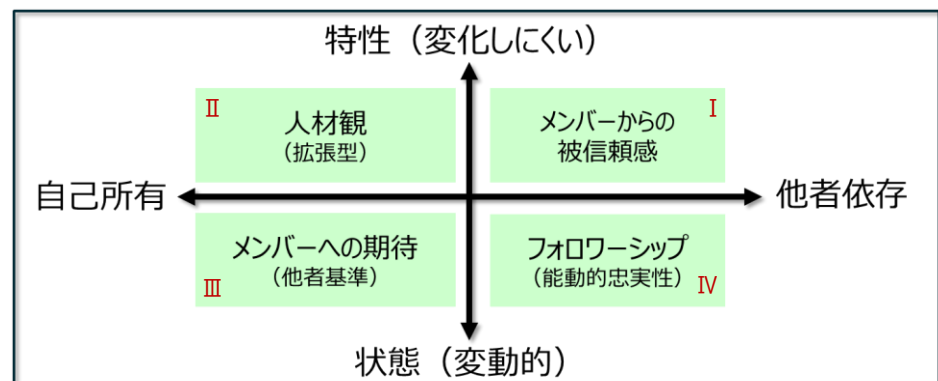 特性（変化しにくい）
Ⅱ
人材観
（拡張型）
Ⅰ
メンバーからの
被信頼感
自己所有
他者依存
メンバーへの期待
（他者基準）
Ⅲ
フォロワーシップ
（能動的忠実性）
Ⅳ
状態（変動的）